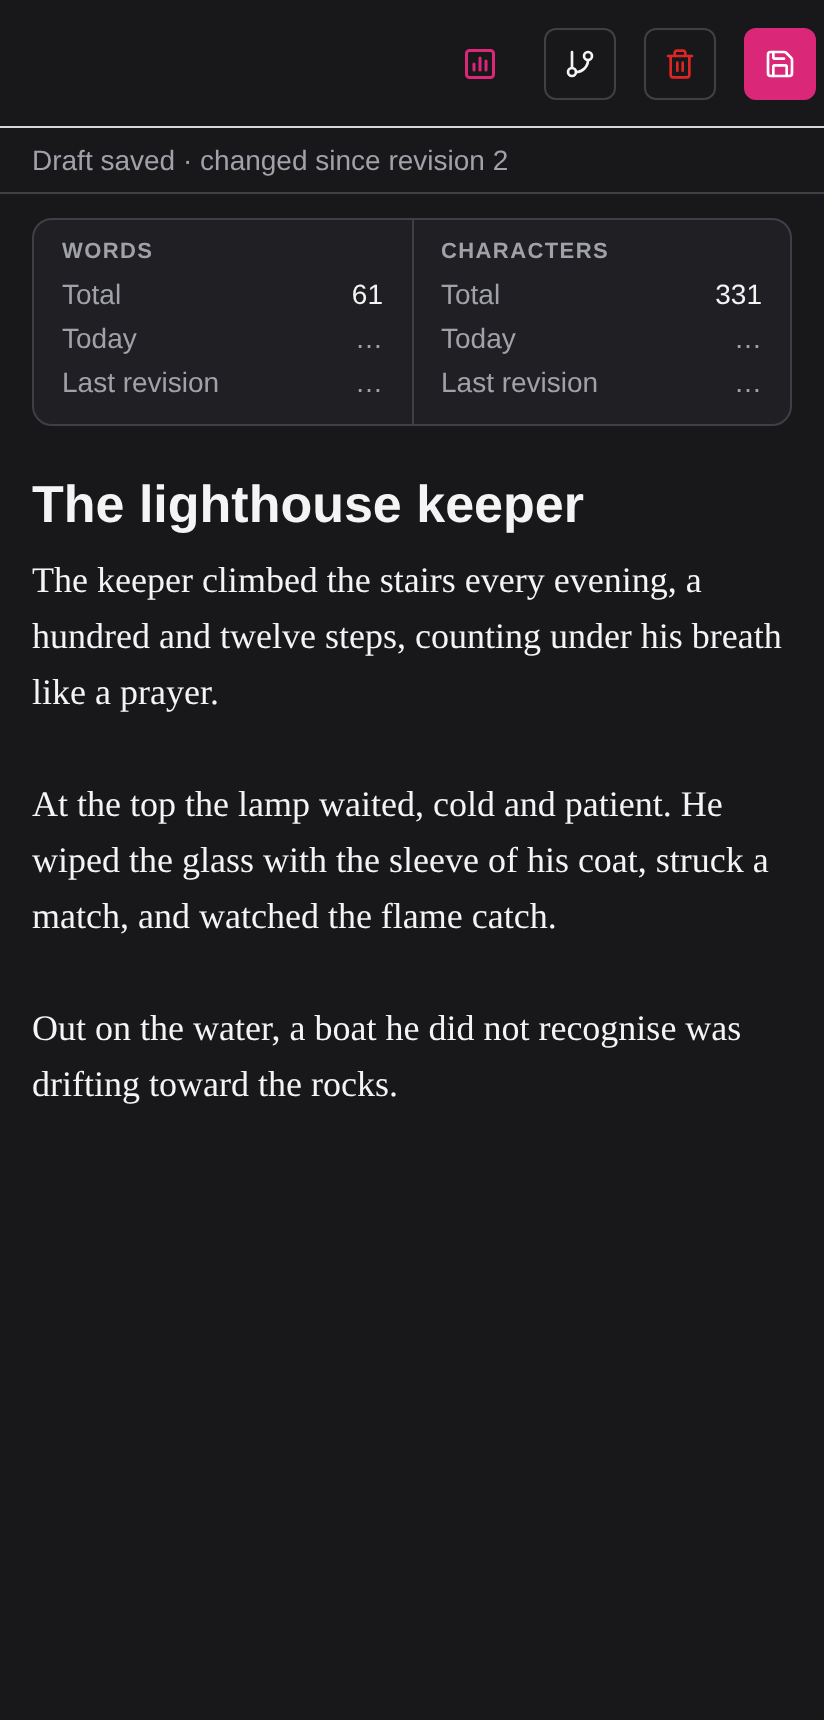 Draft saved · changed since revision 2
WORDS
Total 61
Today ...
Last revision ...
CHARACTERS
Total 331
Today ...
Last revision ...
The lighthouse keeper
The keeper climbed the stairs every evening, a
hundred and twelve steps, counting under his breath
like a prayer.
At the top the lamp waited, cold and patient. He
wiped the glass with the sleeve of his coat, struck a
match, and watched the flame catch.
Out on the water, a boat he did not recognise was
drifting toward the rocks.